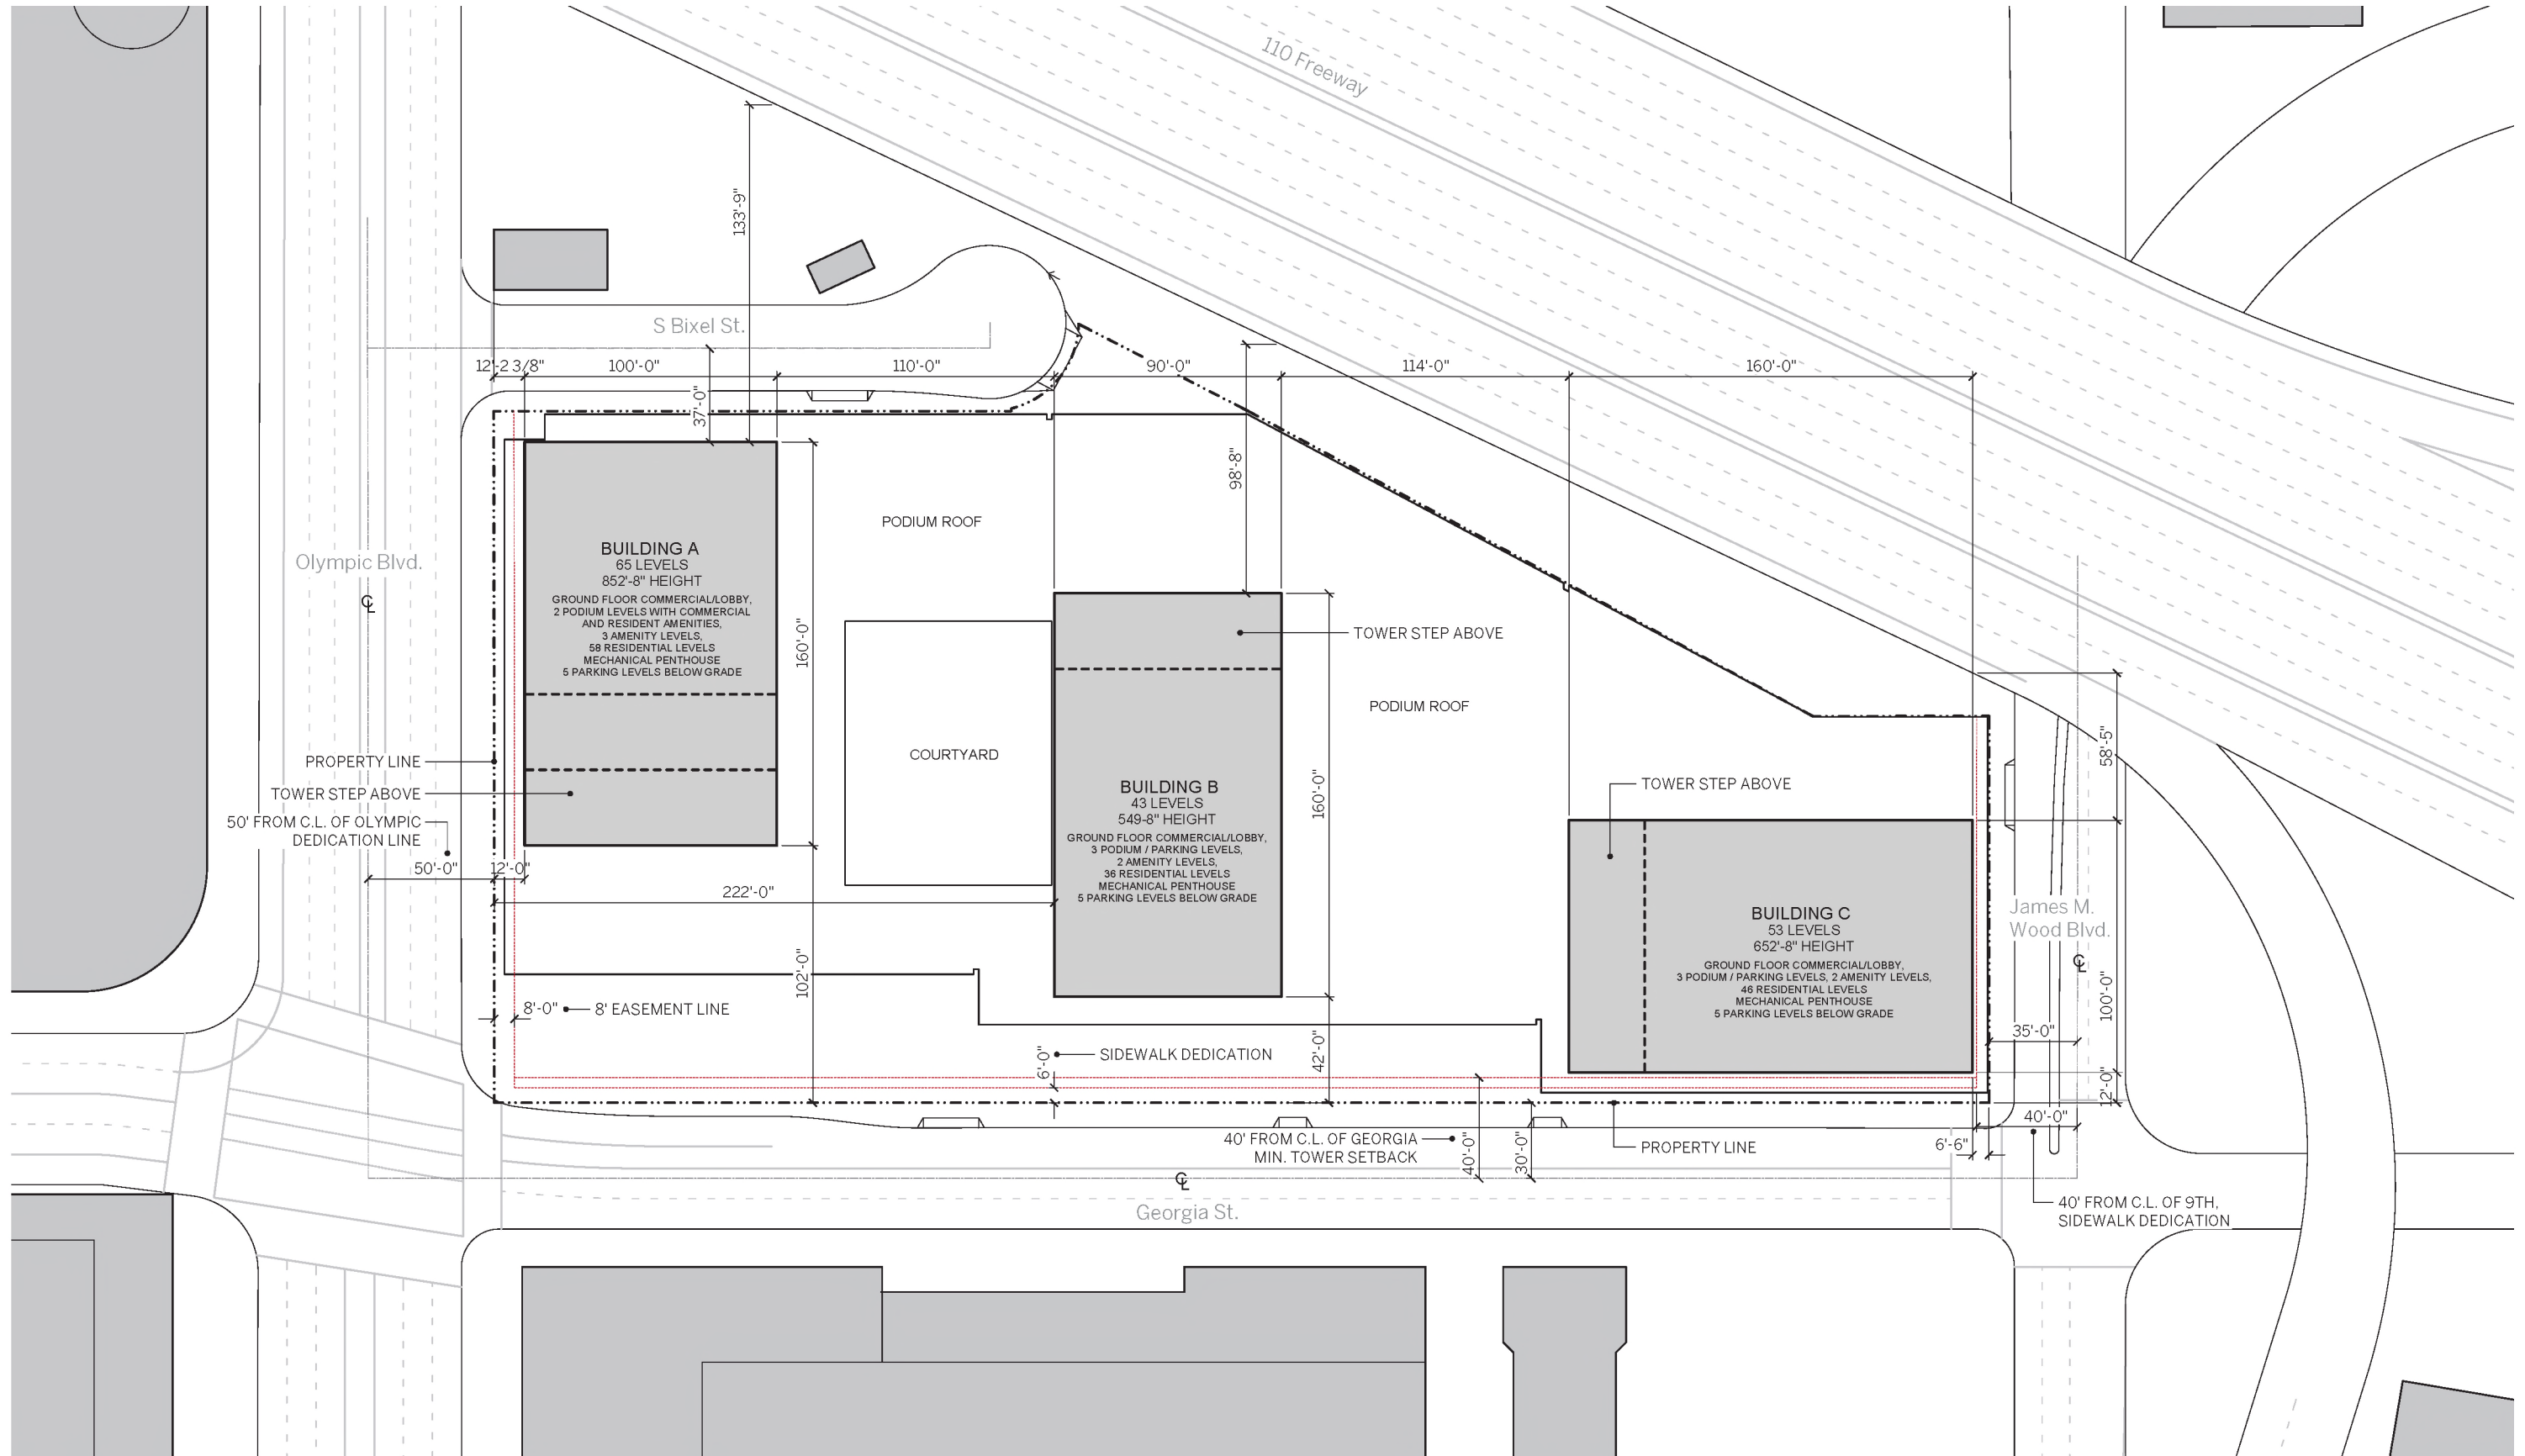 110 Freeway
133'-9"
S Bixel St.
12'-2 3/8"
100'-0"
110'-0"
90'-0"
114'-0"
160'-0"
37'-0"
98'-8"
PODIUM ROOF
BUILDING A
65 LEVELS
852'-8" HEIGHT
GROUND FLOOR COMMERCIAL/LOBBY,
2 PODIUM LEVELS WITH COMMERCIAL
AND RESIDENT AMENITIES,
3 AMENITY LEVELS,
58 RESIDENTIAL LEVELS
MECHANICAL PENTHOUSE
5 PARKING LEVELS BELOW GRADE
Olympic Blvd.
CL
160'-0"
TOWER STEP ABOVE
PODIUM ROOF
COURTYARD
PROPERTY LINE
TOWER STEP ABOVE
50' FROM C.L. OF OLYMPIC
DEDICATION LINE
50'-0"
12'-0"
222'-0"
BUILDING B
43 LEVELS
549-8" HEIGHT
GROUND FLOOR COMMERCIAL/LOBBY,
3 PODIUM / PARKING LEVELS,
2 AMENITY LEVELS,
36 RESIDENTIAL LEVELS
MECHANICAL PENTHOUSE
5 PARKING LEVELS BELOW GRADE
160'-0"
TOWER STEP ABOVE
58'-5"
BUILDING C
53 LEVELS
652'-8" HEIGHT
GROUND FLOOR COMMERCIAL/LOBBY,
3 PODIUM / PARKING LEVELS, 2 AMENITY LEVELS,
46 RESIDENTIAL LEVELS
MECHANICAL PENTHOUSE
5 PARKING LEVELS BELOW GRADE
James M.
Wood Blvd.
CL
100'-0"
35'-0"
102'-0"
8'-0"
8' EASEMENT LINE
6'-0"
SIDEWALK DEDICATION
42'-0"
12'-0"
40'-0"
6'-6"
40' FROM C.L. OF GEORGIA
MIN. TOWER SETBACK
40'-0"
30'-0"
PROPERTY LINE
CL
Georgia St.
40' FROM C.L. OF 9TH,
SIDEWALK DEDICATION